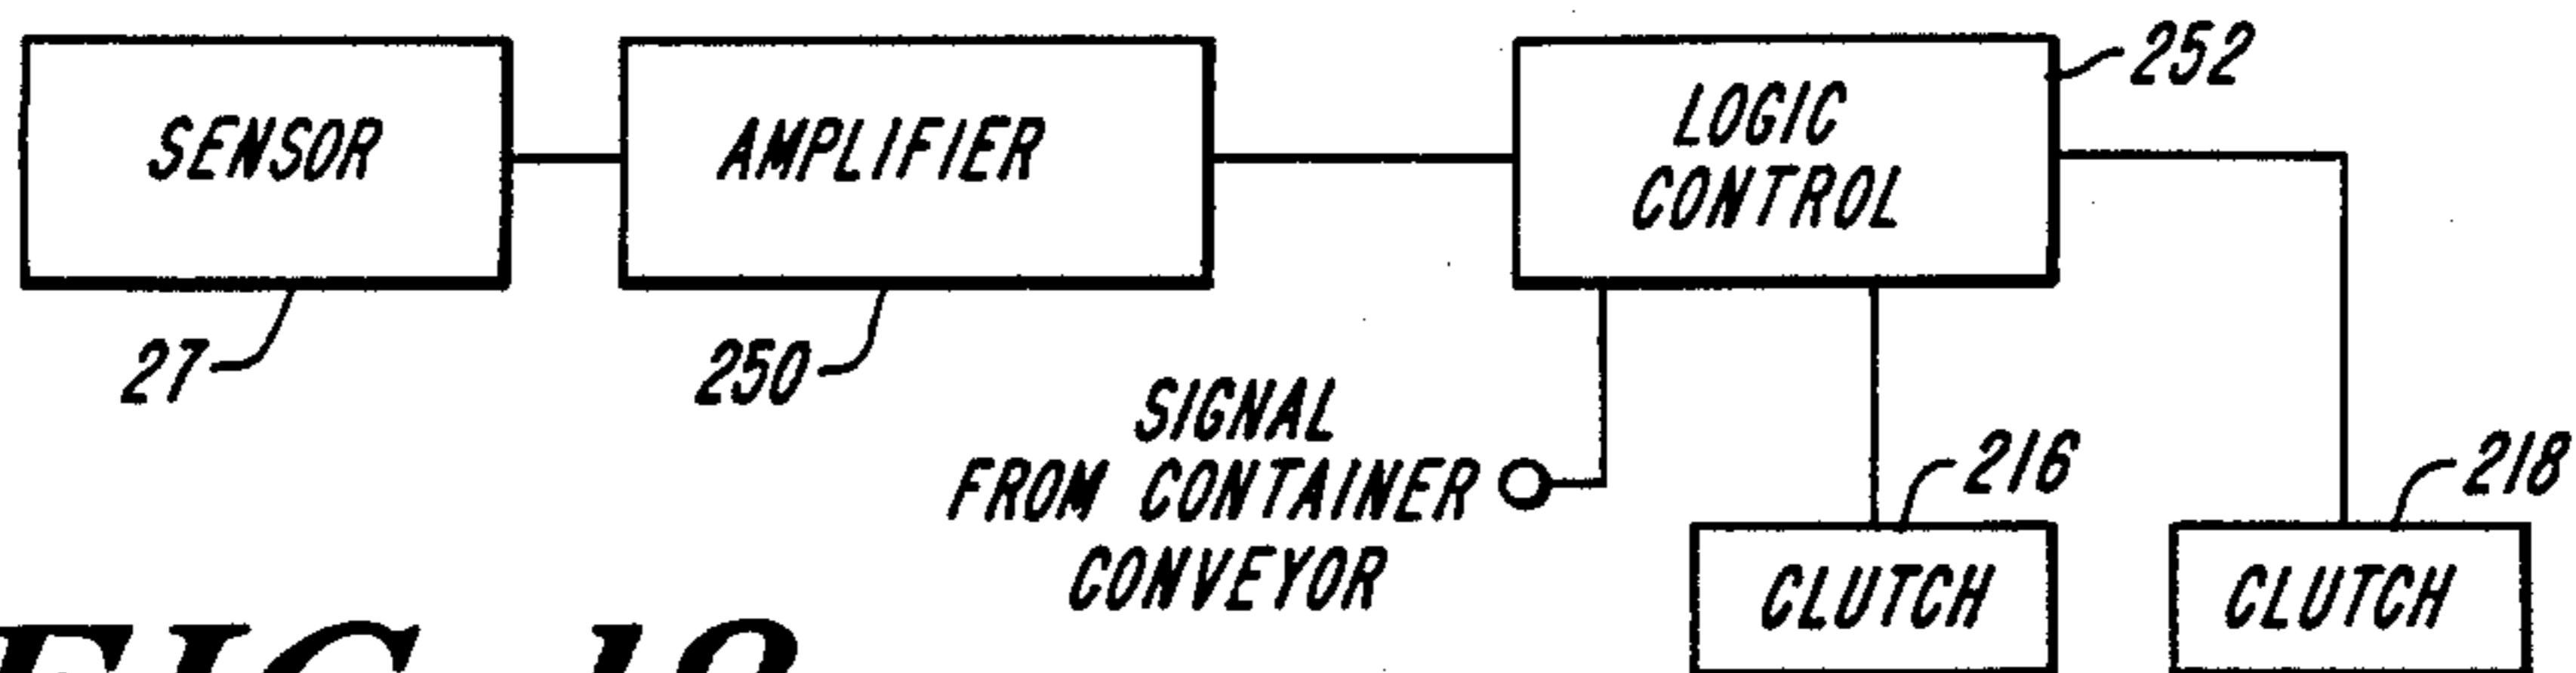 SENSOR
AMPLIFIER
LOGIC
CONTROL
252
27
250
SIGNAL
FROM CONTAINER
CONVEYOR
216
218
CLUTCH
CLUTCH